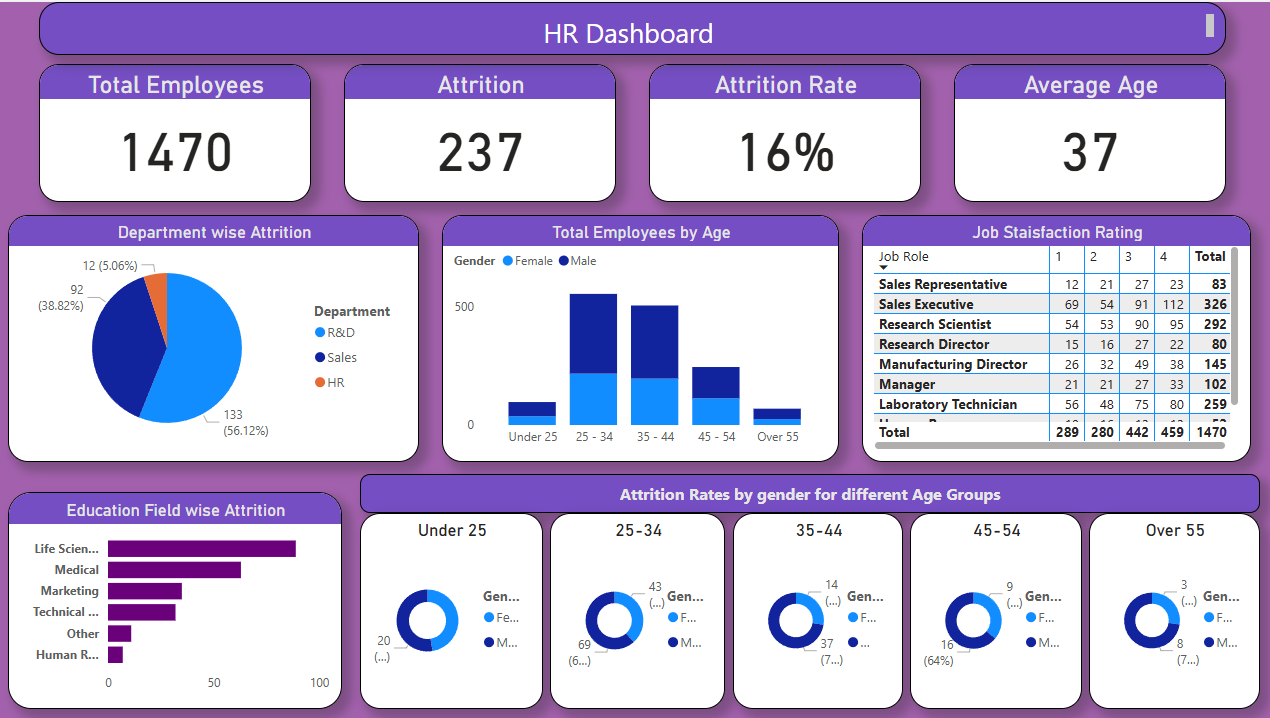 HR Dashboard
Total Employees
1470
Attrition
237
Attrition Rate
16%
Average Age
37
Department wise Attrition
12 (5.06%)
92
(38.82%)
133
(56.12%)
Department
R&D
Sales
HR
Total Employees by Age
Gender Female Male
500
0
Under 25 25 - 34 35 - 44 45 - 54 Over 55
Job Staisfaction Rating
Job Role 1 2 3 4 Total
Sales Representative 12 21 27 23 83
Sales Executive 69 54 91 112 326
Research Scientist 54 53 90 95 292
Research Director 15 16 27 22 80
Manufacturing Director 26 32 49 38 145
Manager 21 21 27 33 102
Laboratory Technician 56 48 75 80 259
Total 289 280 442 459 1470
Education Field wise Attrition
Life Scien...
Medical
Marketing
Technical ...
Other
Human R...
0 50 100
Attrition Rates by gender for different Age Groups
Under 25
20
(...)
Gen...
Fe...
M...
25-34
43
(...)
69
(6...)
Gen...
F...
M...
35-44
14
(...)
37
(7...)
Gen...
F...
...
45-54
9
(...)
16
(64%)
Gen...
F...
M...
Over 55
3
(...)
8
(7...)
Gen...
F...
M...